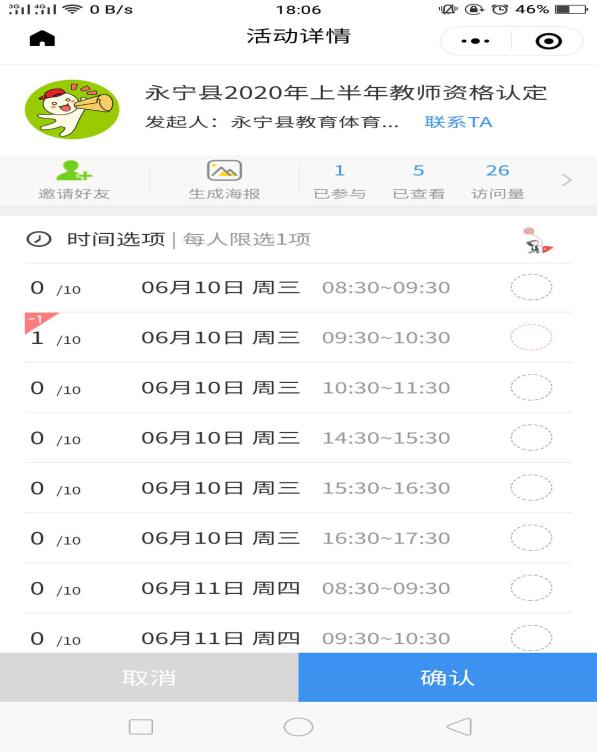 3G 4G 0 B/s 18:06 46%
活动详情
永宁县2020年上半年教师资格认定
发起人：永宁县教育体育... 联系TA
邀请好友 生成海报 1 已参与 5 已查看 26 访问量
时间选项 | 每人限选1项
0 /10 06月10日 周三 08:30~09:30
-1
1 /10 06月10日 周三 09:30~10:30
0 /10 06月10日 周三 10:30~11:30
0 /10 06月10日 周三 14:30~15:30
0 /10 06月10日 周三 15:30~16:30
0 /10 06月10日 周三 16:30~17:30
0 /10 06月11日 周四 08:30~09:30
0 /10 06月11日 周四 09:30~10:30
取消 确认